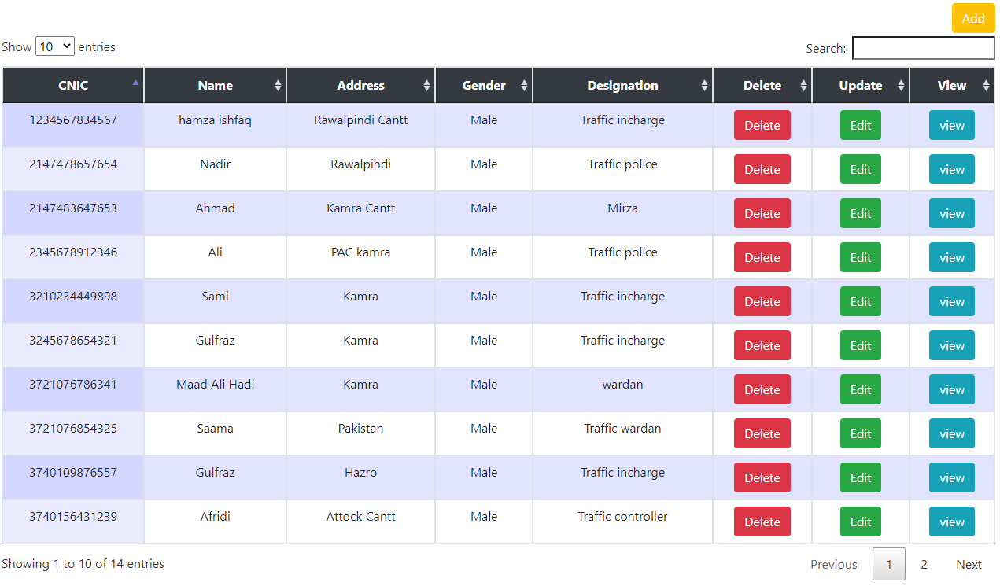 Add
Show 10 entries Search:
CNIC Name Address Gender Designation Delete Update View
1234567834567 hamza ishfaq Rawalpindi Cantt Male Traffic incharge Delete Edit view
2147478657654 Nadir Rawalpindi Male Traffic police Delete Edit view
2147483647653 Ahmad Kamra Cantt Male Mirza Delete Edit view
2345678912346 Ali PAC kamra Male Traffic police Delete Edit view
3210234449898 Sami Kamra Male Traffic incharge Delete Edit view
3245678654321 Gulfraz Kamra Male Traffic incharge Delete Edit view
3721076786341 Maad Ali Hadi Kamra Male wardan Delete Edit view
3721076854325 Saama Pakistan Male Traffic wardan Delete Edit view
3740109876557 Gulfraz Hazro Male Traffic incharge Delete Edit view
3740156431239 Afridi Attock Cantt Male Traffic controller Delete Edit view
Showing 1 to 10 of 14 entries Previous 1 2 Next